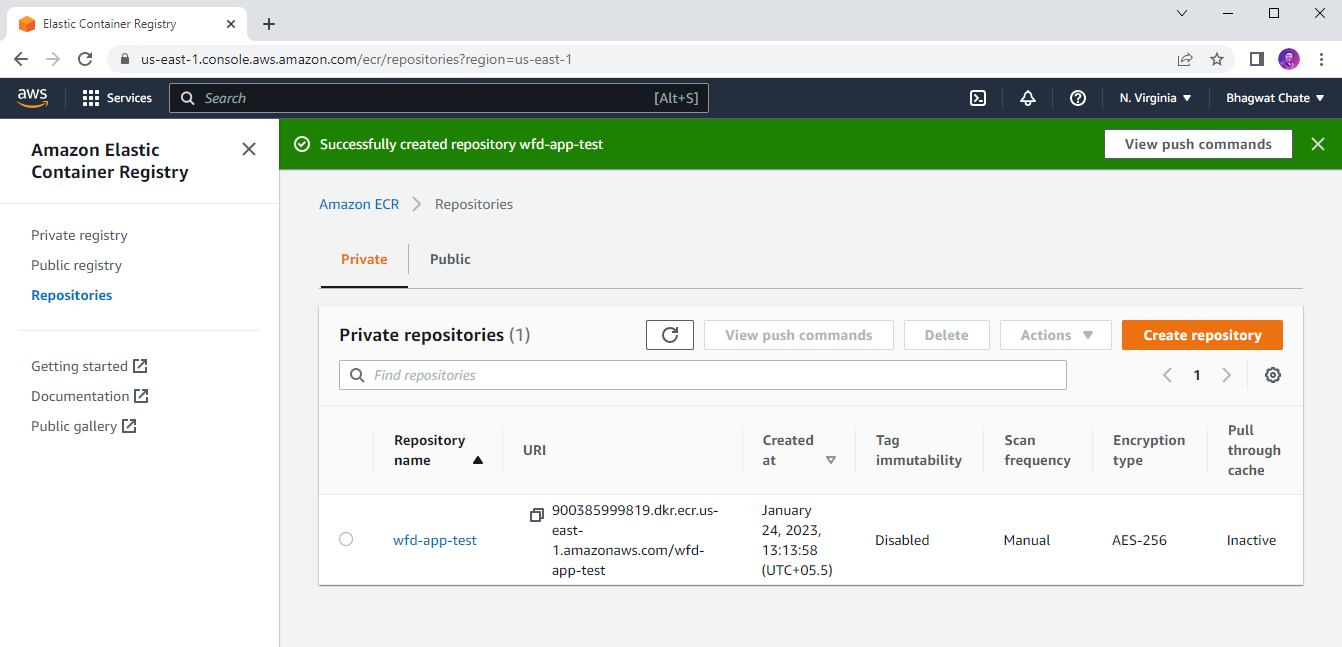 Elastic Container Registry
us-east-1.console.aws.amazon.com/ecr/repositories?region=us-east-1
aws
Services
Search
[Alt+S]
N. Virginia
Bhagwat Chate
Amazon Elastic
Container Registry
Private registry
Public registry
Repositories
Getting started
Documentation
Public gallery
Successfully created repository wfd-app-test
View push commands
Amazon ECR
Repositories
Private
Public
Private repositories (1)
View push commands
Delete
Actions
Create repository
Find repositories
1
Repository
name
URI
Created
at
Tag
immutability
Scan
frequency
Encryption
type
Pull
through
cache
wfd-app-test
900385999819.dkr.ecr.us-
east-
1.amazonaws.com/wfd-
app-test
January
24, 2023,
13:13:58
(UTC+05.5)
Disabled
Manual
AES-256
Inactive